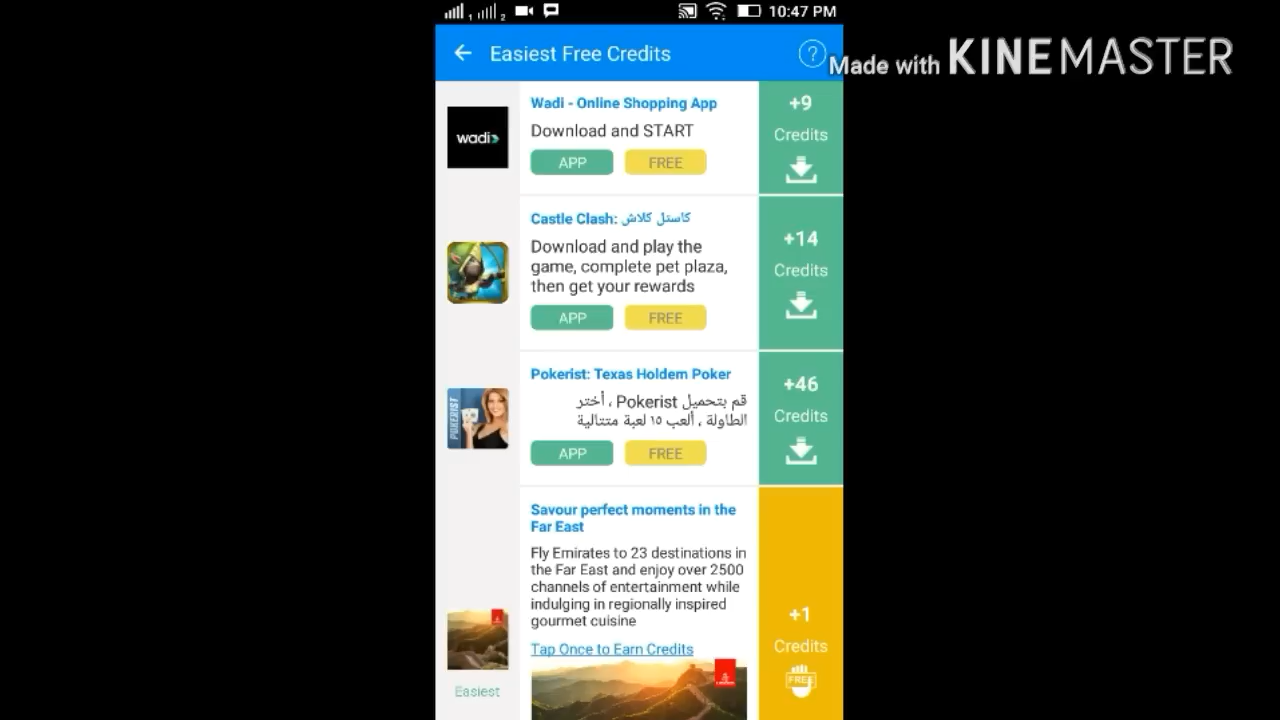 1 2 10:47 PM
Easiest Free Credits ?
Made with KINEMASTER
wadi
Wadi - Online Shopping App
Download and START
APP FREE
+9
Credits
Castle Clash: كاستل كلاش
Download and play the
game, complete pet plaza,
then get your rewards
APP FREE
+14
Credits
POKERIST
Pokerist: Texas Holdem Poker
قم بتحميل Pokerist ، أختر
الطاولة ، ألعب ١٥ لعبة متتالية
APP FREE
+46
Credits
Savour perfect moments in the
Far East
Fly Emirates to 23 destinations in
the Far East and enjoy over 2500
channels of entertainment while
indulging in regionally inspired
gourmet cuisine
Tap Once to Earn Credits
Easiest
+1
Credits
FREE